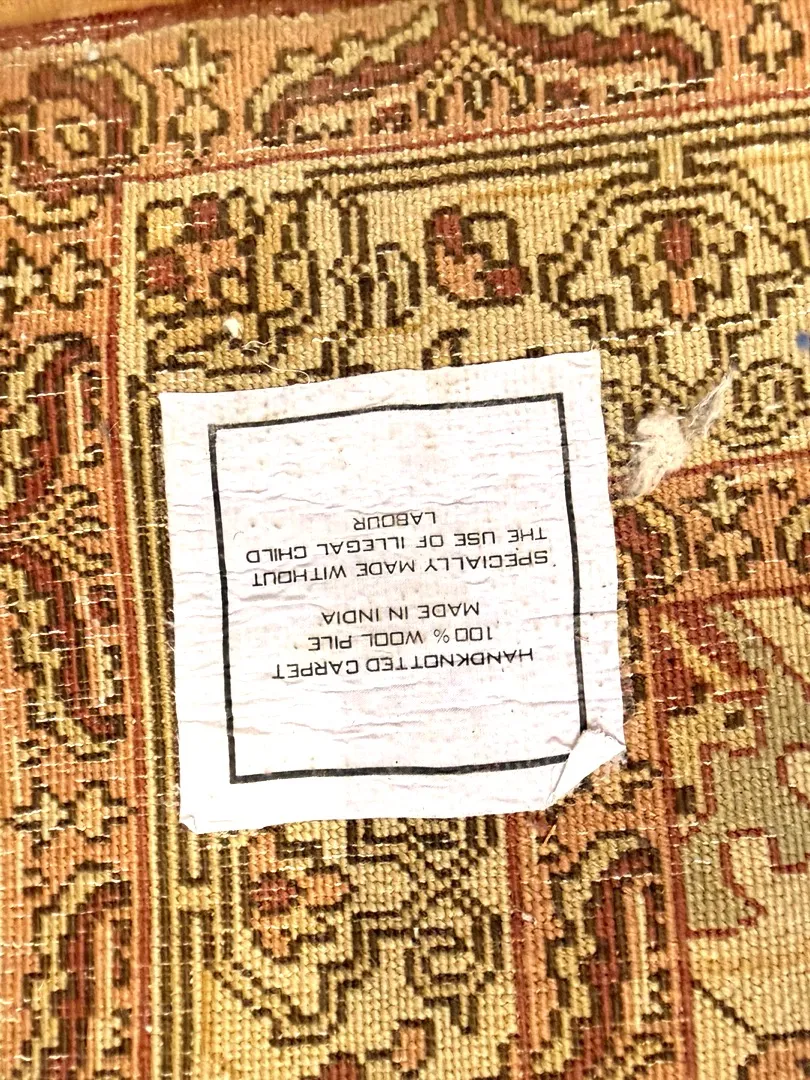 HANDKNOTTED CARPET
100 % WOOL PILE
MADE IN INDIA
SPECIALLY MADE WITHOUT
THE USE OF ILLEGAL CHILD
LABOUR